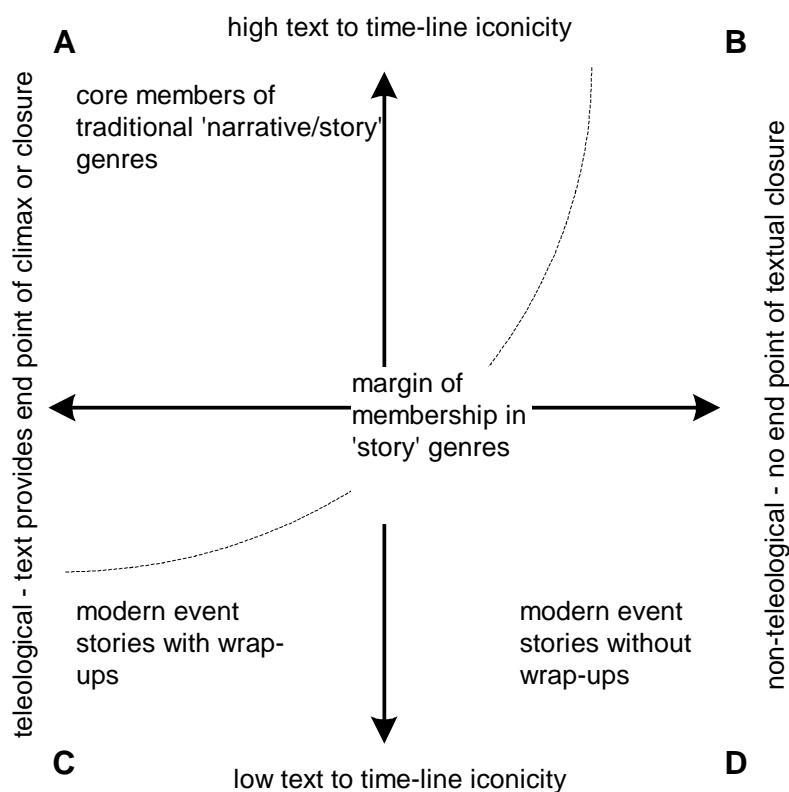 high text to time-line iconicity
A
B
core members of
traditional 'narrative/story'
genres
teleological - text provides end point of climax or closure
non-teleological - no end point of textual closure
margin of
membership in
'story' genres
modern event
stories with wrap-
ups
modern event
stories without
wrap-ups
C
D
low text to time-line iconicity